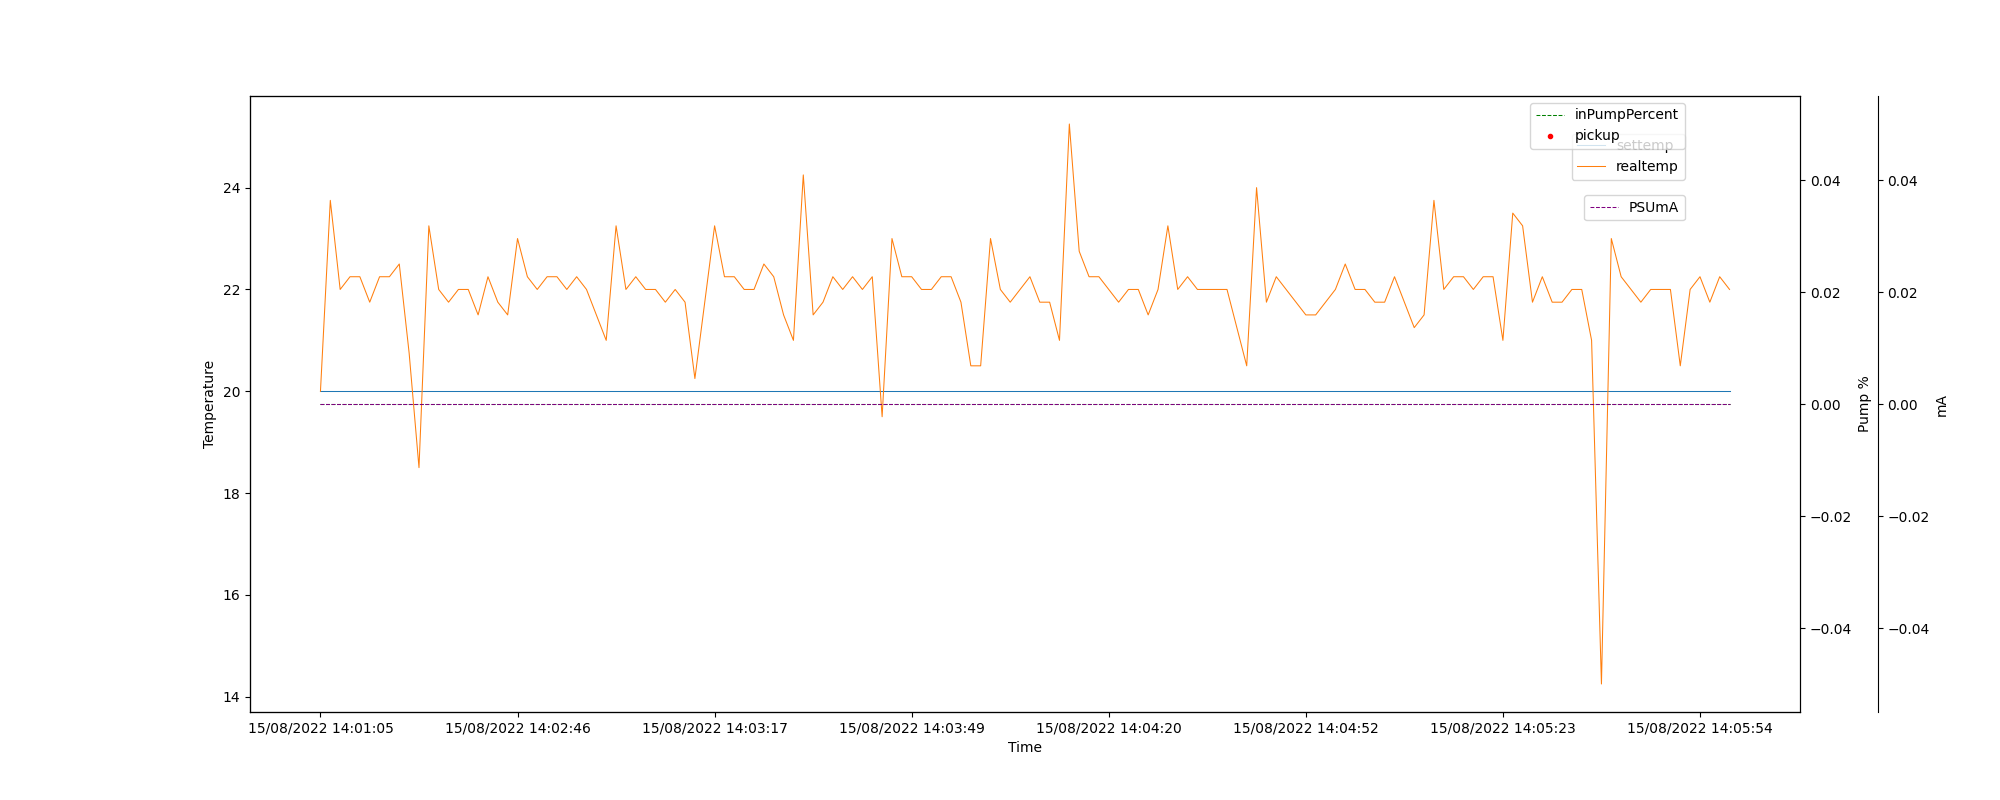 inPumpPercent
pickup
settemp
realtemp
PSUmA
24
22
20
18
16
14
Temperature
0.04
0.02
0.00
−0.02
−0.04
Pump %
0.04
0.02
0.00
−0.02
−0.04
mA
15/08/2022 14:01:05
15/08/2022 14:02:46
15/08/2022 14:03:17
15/08/2022 14:03:49
15/08/2022 14:04:20
15/08/2022 14:04:52
15/08/2022 14:05:23
15/08/2022 14:05:54
Time